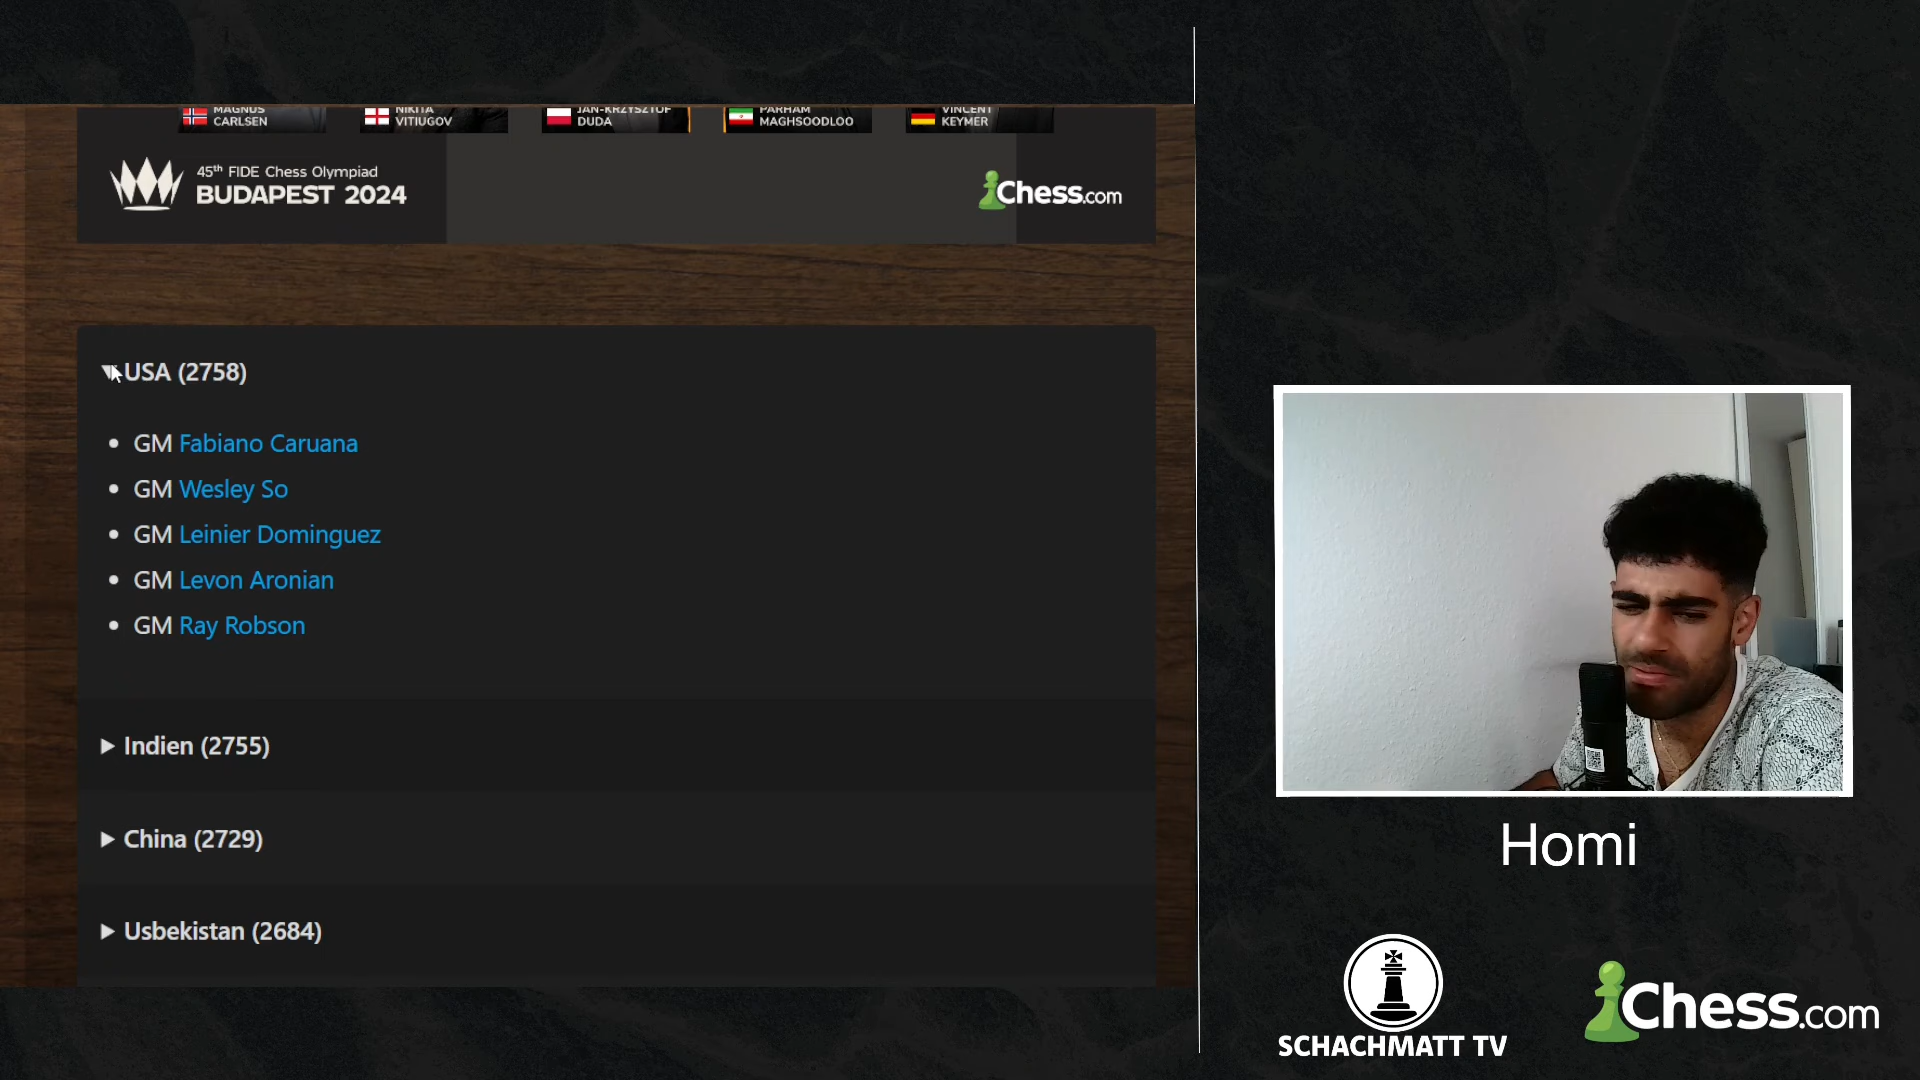 MAGNUS
CARLSEN
NIKITA
VITIUGOV
JAN-KRZYSZTOF
DUDA
PARHAM
MAGHSOODLOO
VINCENT
KEYMER
45th FIDE Chess Olympiad
BUDAPEST 2024
Chess.com
USA (2758)
GM Fabiano Caruana
GM Wesley So
GM Leinier Dominguez
GM Levon Aronian
GM Ray Robson
Indien (2755)
China (2729)
Usbekistan (2684)
Homi
SCHACHMATT TV
Chess.com